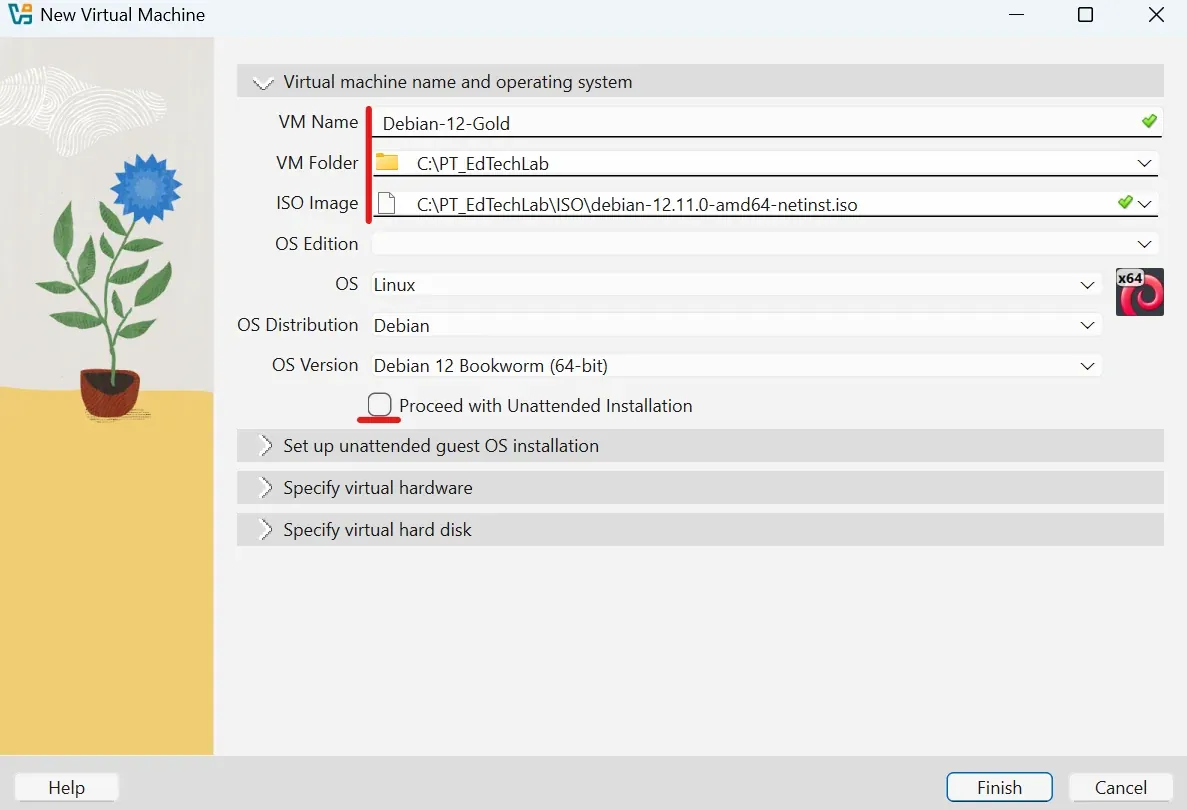 New Virtual Machine
Virtual machine name and operating system
VM Name Debian-12-Gold
VM Folder C:\PT_EdTechLab
ISO Image C:\PT_EdTechLab\ISO\debian-12.11.0-amd64-netinst.iso
OS Edition
OS Linux
x64
OS Distribution Debian
OS Version Debian 12 Bookworm (64-bit)
Proceed with Unattended Installation
Set up unattended guest OS installation
Specify virtual hardware
Specify virtual hard disk
Help Finish Cancel